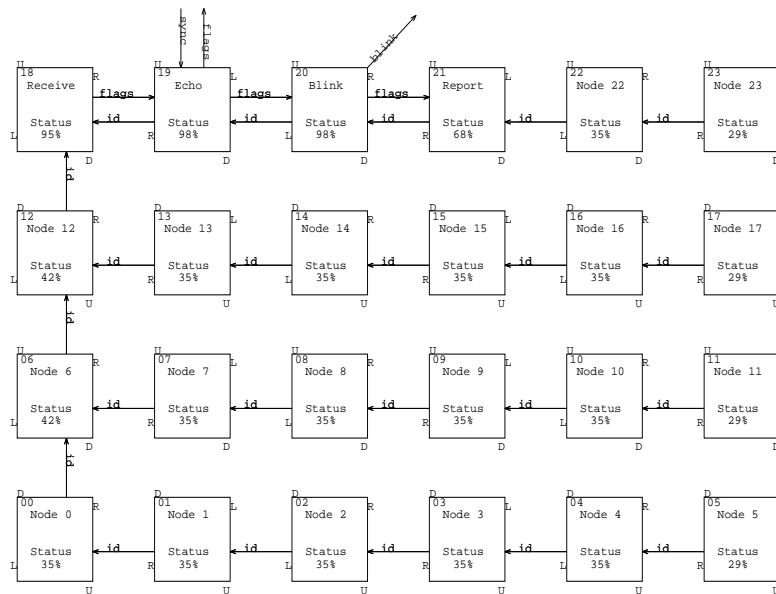 sync
flags
blink
U U U U U U
18 19 20 21 22 23
R L R L R
Receive Echo Blink Report Node 22 Node 23
flags flags flags
id id id id id
Status Status Status Status Status Status
L R L R L R
95% 98% 98% 68% 35% 29%
D D D D D D
id
D D D D D D
12 13 14 15 16 17
R L R L R
Node 12 Node 13 Node 14 Node 15 Node 16 Node 17
id id id id id
Status Status Status Status Status Status
L R L R L R
42% 35% 35% 35% 35% 29%
U U U U U U
id
U U U U U U
06 07 08 09 10 11
R L R L R
Node 6 Node 7 Node 8 Node 9 Node 10 Node 11
id id id id id
Status Status Status Status Status Status
L R L R L R
42% 35% 35% 35% 35% 29%
D D D D D D
id
D D D D D D
00 01 02 03 04 05
R L R L R
Node 0 Node 1 Node 2 Node 3 Node 4 Node 5
id id id id id
Status Status Status Status Status Status
L R L R L R
35% 35% 35% 35% 35% 29%
U U U U U U